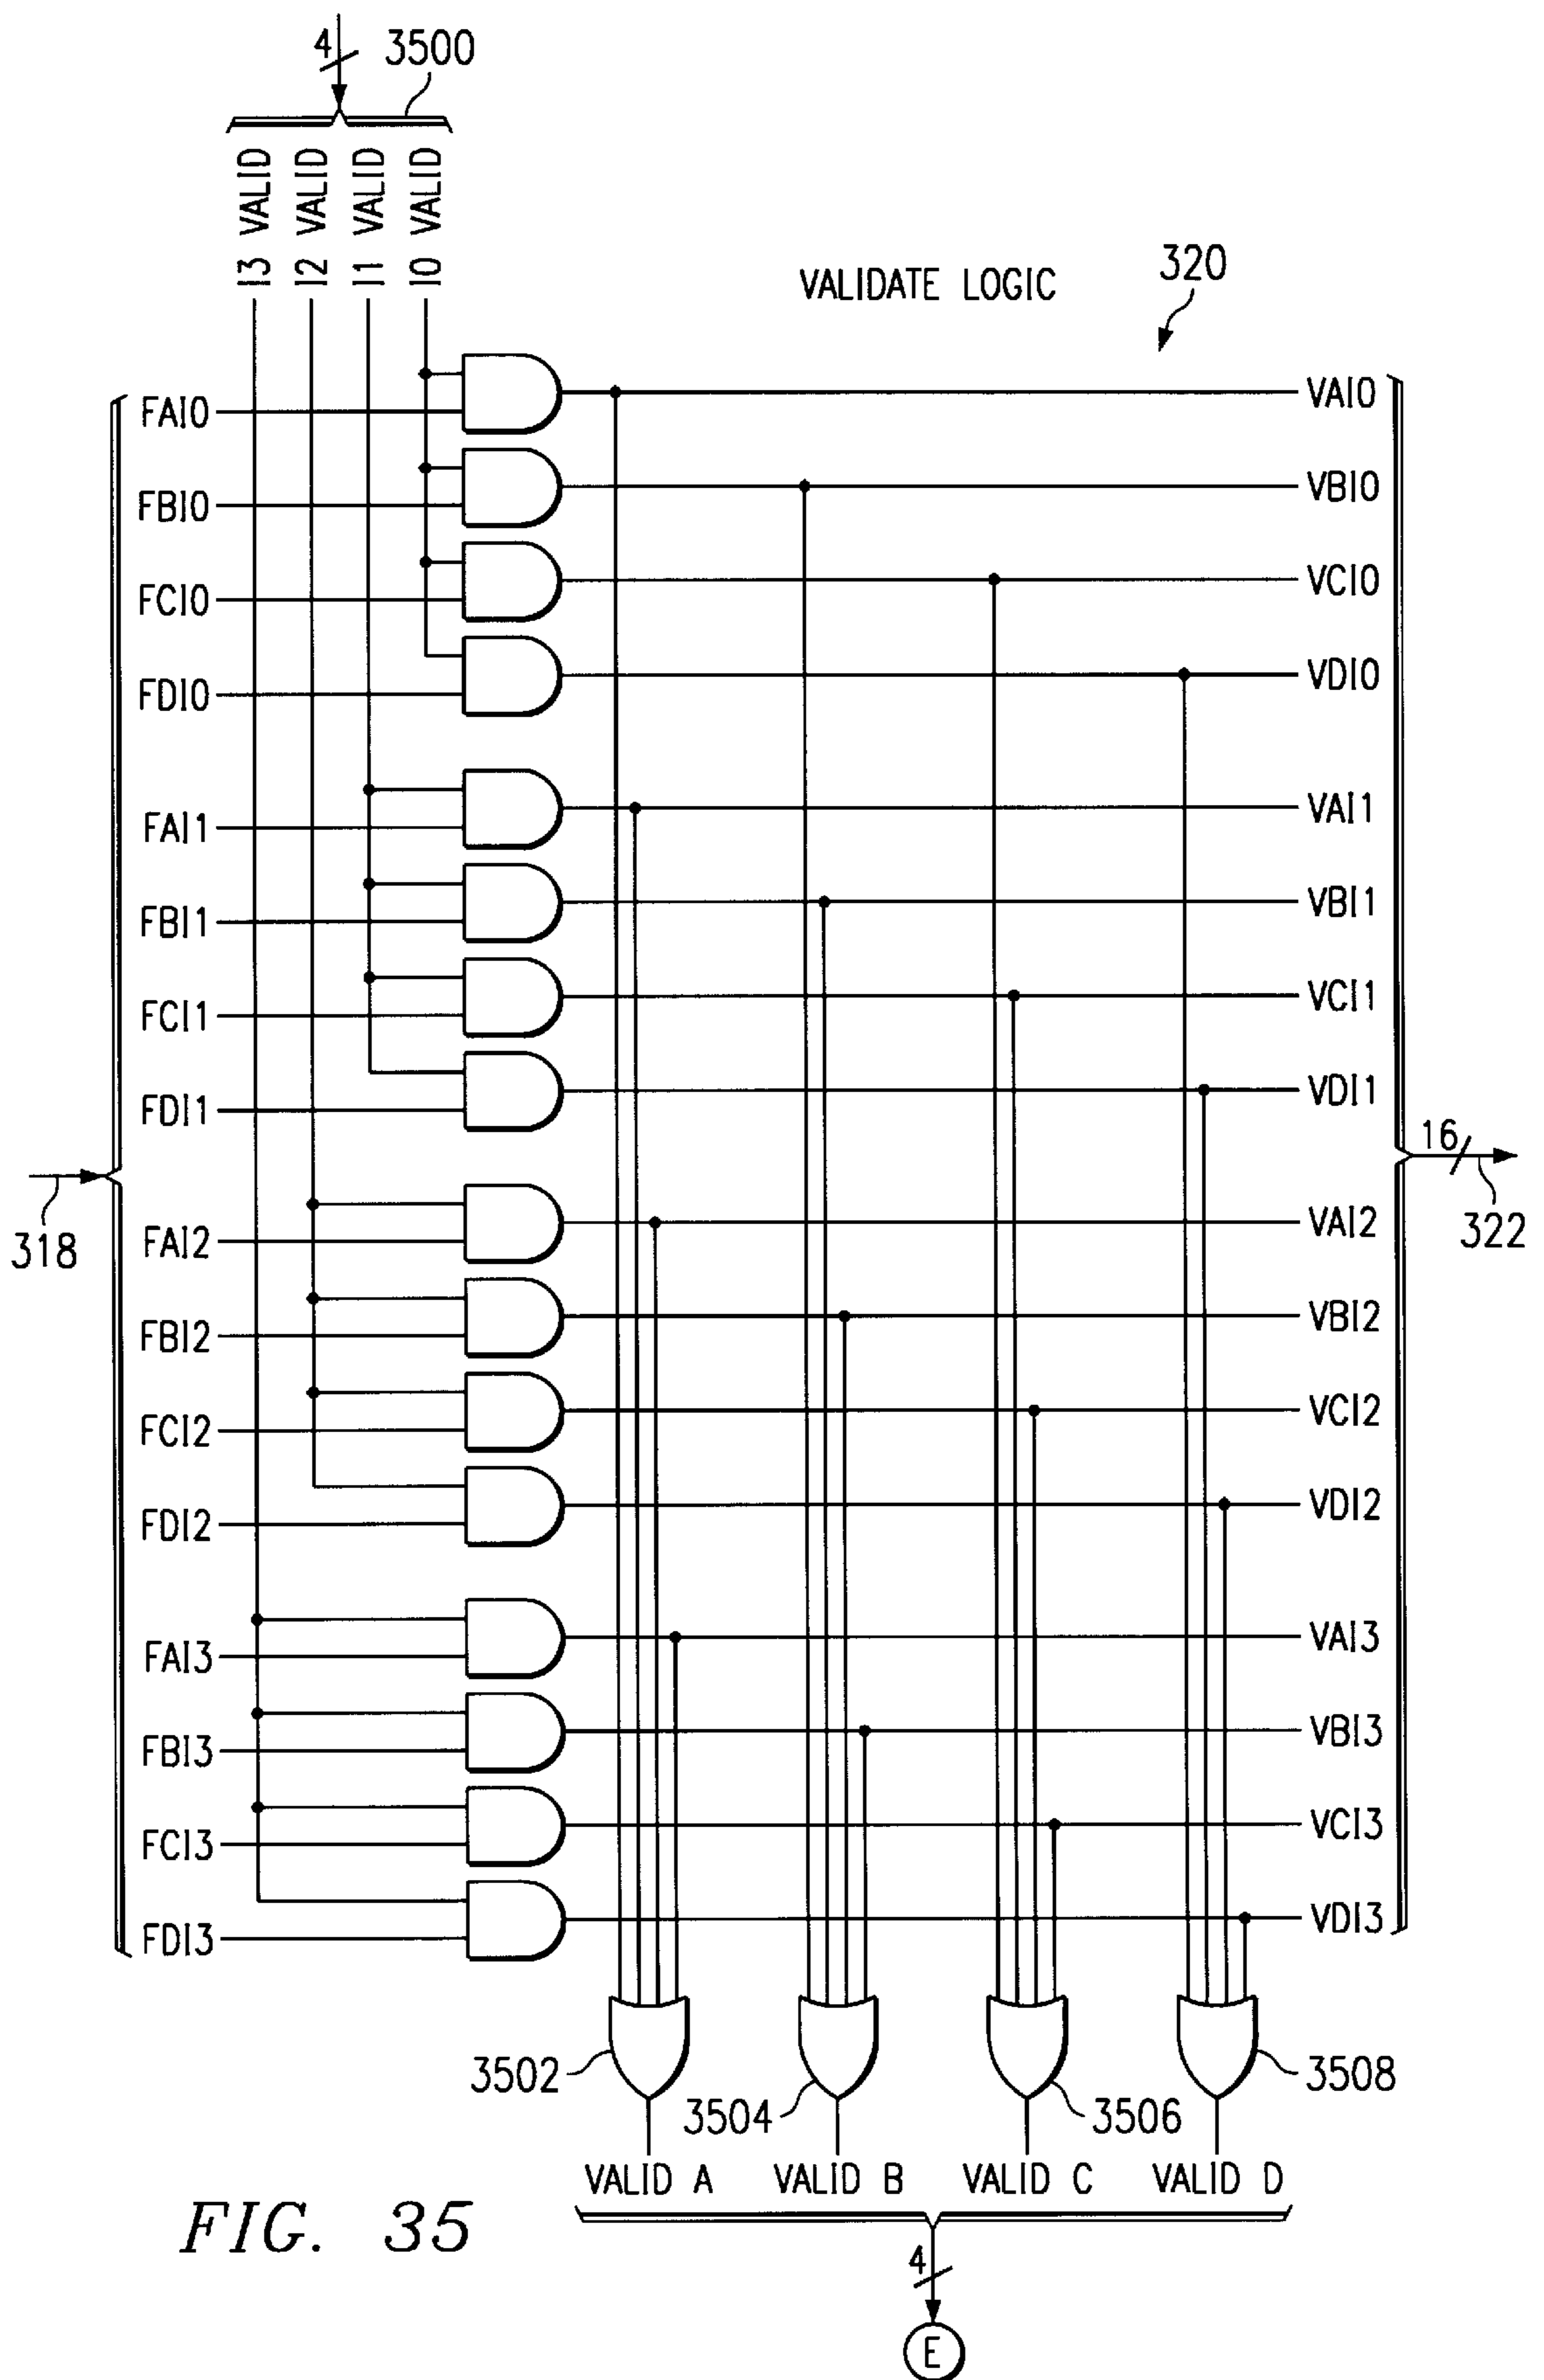 4
3500
I3 VALID
I2 VALID
I1 VALID
I0 VALID
VALIDATE LOGIC
320
FAI0
VAI0
FBI0
VBI0
FCI0
VCI0
FDI0
VDI0
FAI1
VAI1
FBI1
VBI1
FCI1
VCI1
FDI1
VDI1
16
318
322
FAI2
VAI2
FBI2
VBI2
FCI2
VCI2
FDI2
VDI2
FAI3
VAI3
FBI3
VBI3
FCI3
VCI3
FDI3
VDI3
3502
3504
3506
3508
VALID A
VALID B
VALID C
VALID D
FIG. 35
4
E